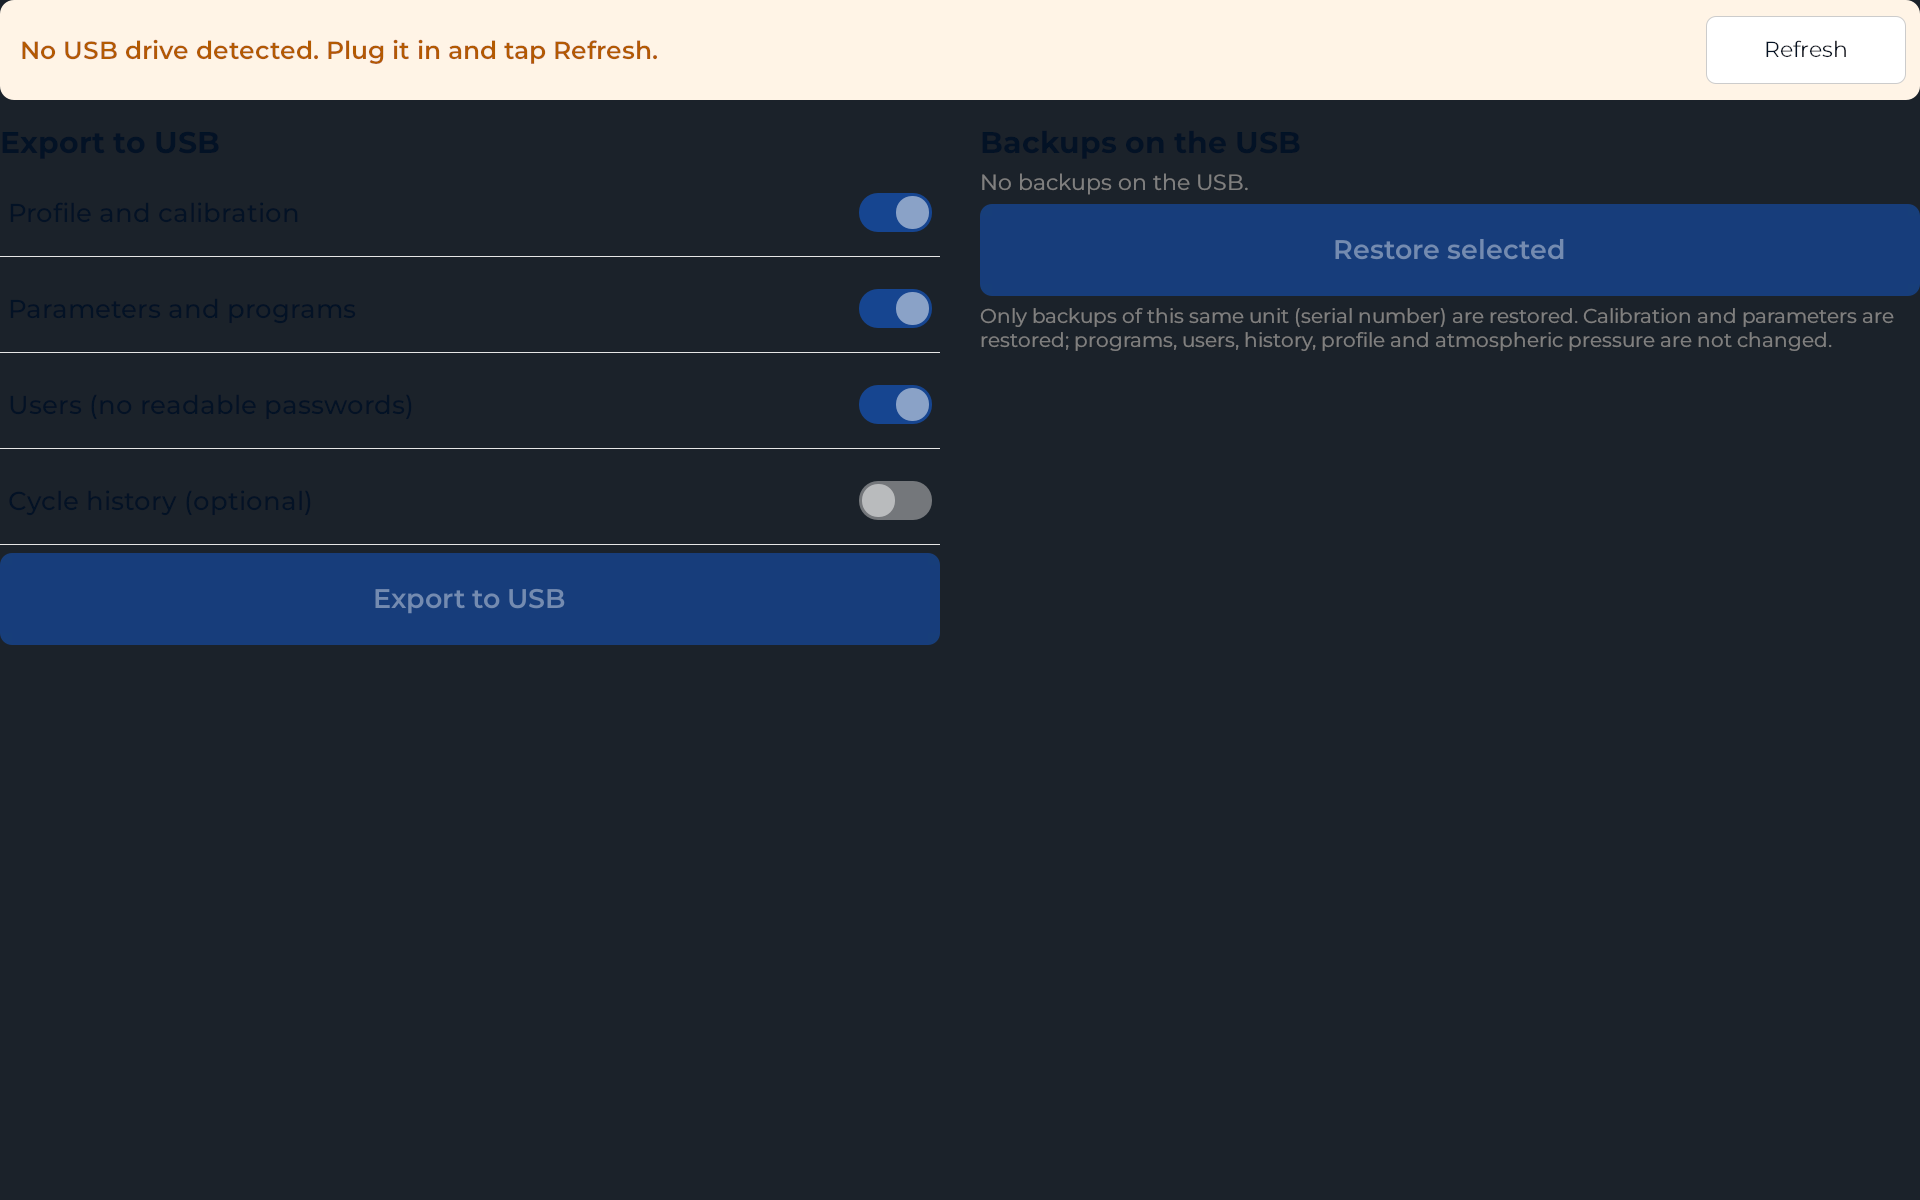 No USB drive detected. Plug it in and tap Refresh.
Refresh
Export to USB
Profile and calibration
Parameters and programs
Users (no readable passwords)
Cycle history (optional)
Export to USB
Backups on the USB
No backups on the USB.
Restore selected
Only backups of this same unit (serial number) are restored. Calibration and parameters are
restored; programs, users, history, profile and atmospheric pressure are not changed.